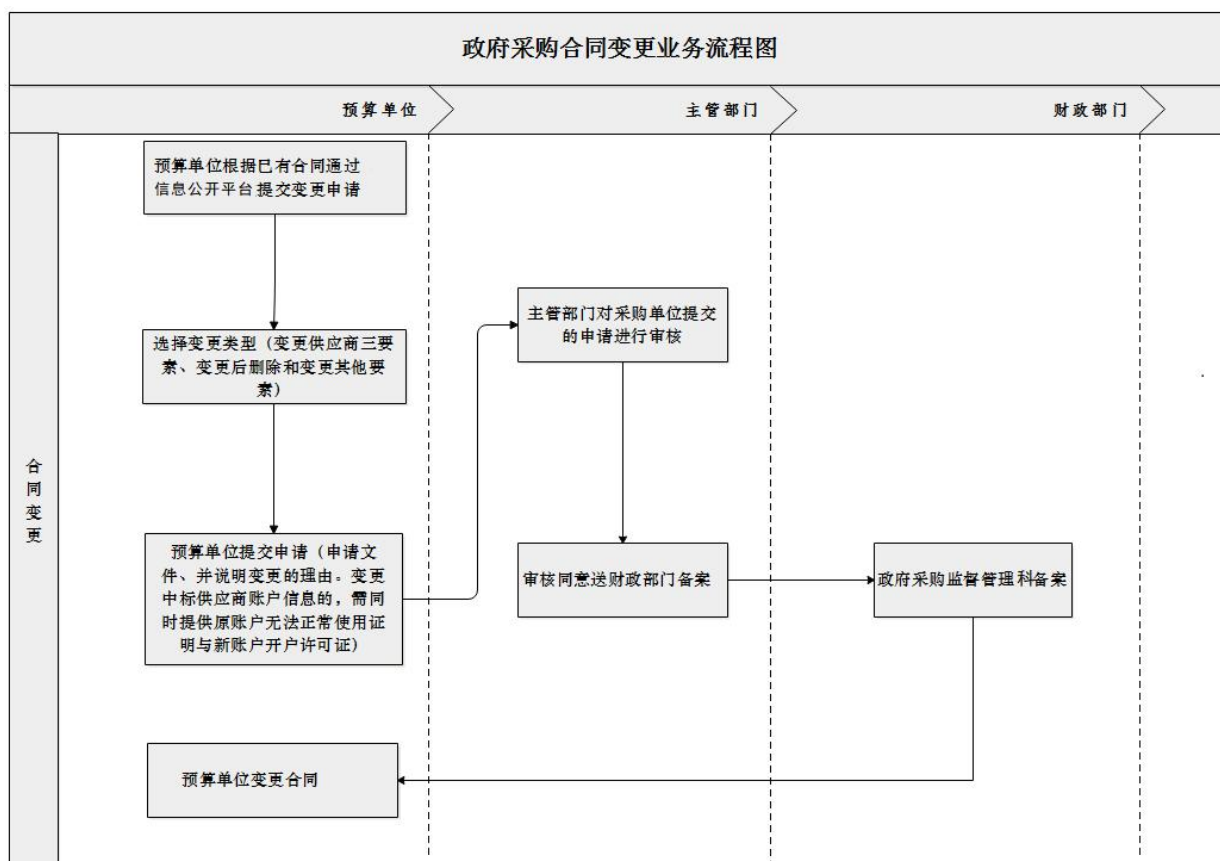 政府采购合同变更业务流程图
预算单位
主管部门
财政部门
合
同
变
更
预算单位根据已有合同通过
信息公开平台提交变更申请
选择变更类型（变更供应商三要
素、变更后删除和变更其他要
素）
预算单位提交申请（申请文
件、并说明变更的理由。变更
中标供应商账户信息的，需同
时提供原账户无法正常使用证
明与新账户开户许可证）
主管部门对采购单位提交
的申请进行审核
审核同意送财政部门备案
政府采购监督管理科备案
预算单位变更合同